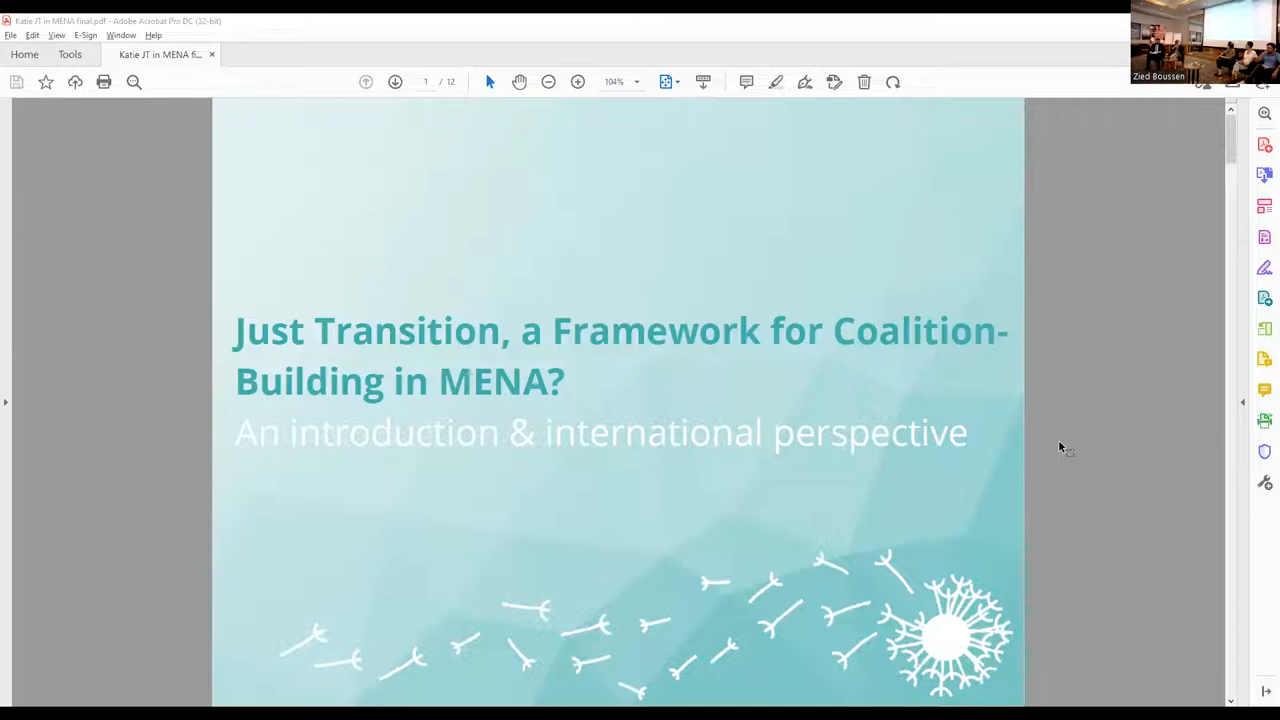 Katie JT in MENA final.pdf - Adobe Acrobat Pro DC (32-bit)
File Edit View E-Sign Window Help
Home Tools Katie JT in MENA fi... ×
1 / 12 104%
Zied Boussen
Just Transition, a Framework for Coalition-
Building in MENA?
An introduction & international perspective